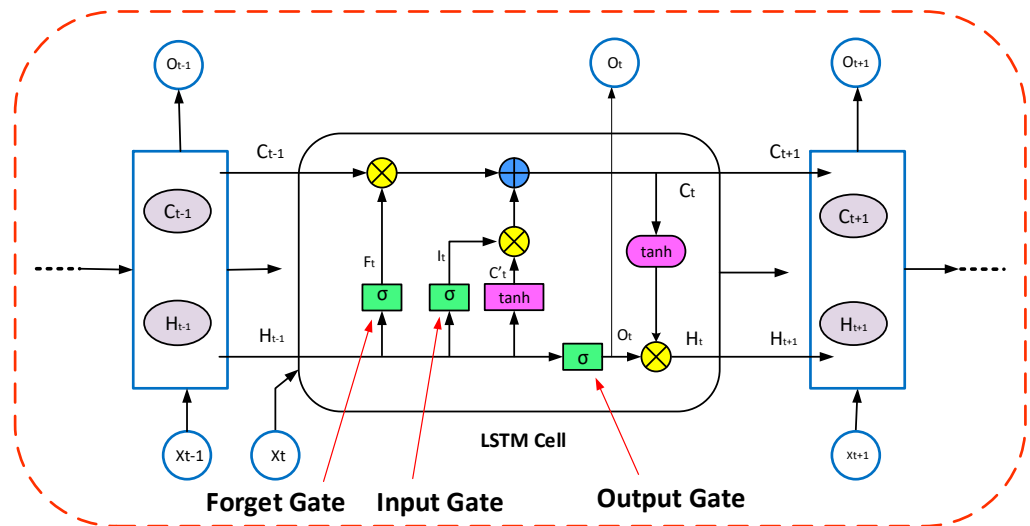 Ot-1
Ot
Ot+1
Ct-1
Ct+1
Ct-1
Ct
Ct+1
It
tanh
Ft
C't
σ
σ
tanh
Ht-1
Ht+1
Ht-1
Ot
Ht
Ht+1
σ
LSTM Cell
Xt-1
Xt
Xt+1
Forget Gate
Input Gate
Output Gate